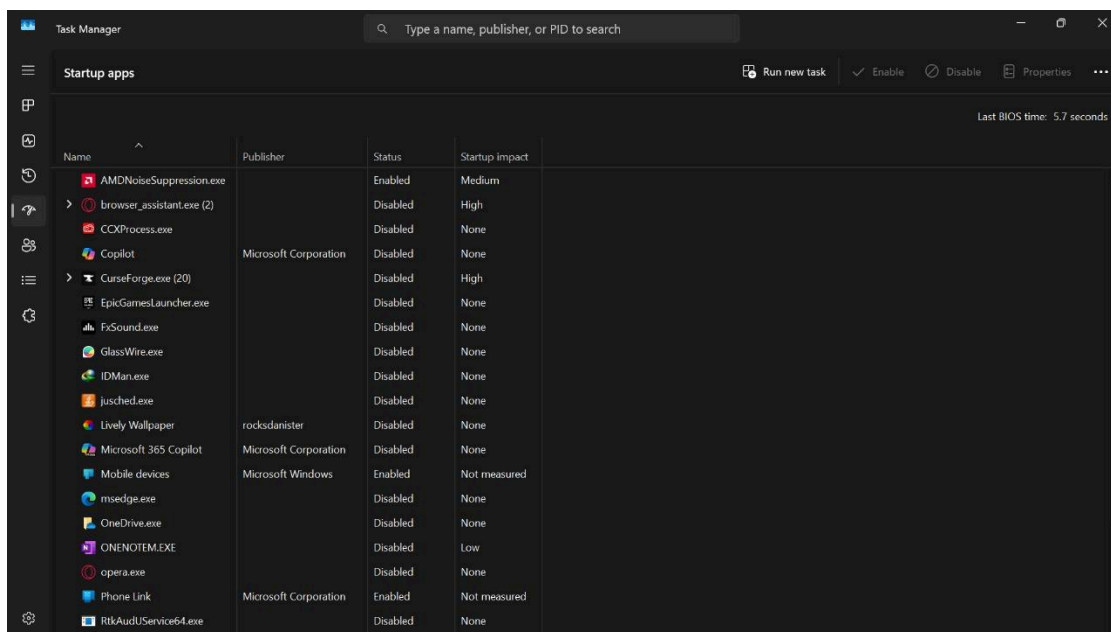 Task Manager
Type a name, publisher, or PID to search
Startup apps
Run new task Enable Disable Properties
Last BIOS time: 5.7 seconds
Name Publisher Status Startup impact
AMDNoiseSuppression.exe Enabled Medium
browser_assistant.exe (2) Disabled High
CCXProcess.exe Disabled None
Copilot Microsoft Corporation Disabled None
CurseForge.exe (20) Disabled High
EpicGamesLauncher.exe Disabled None
FxSound.exe Disabled None
GlassWire.exe Disabled None
IDMan.exe Disabled None
jusched.exe Disabled None
Lively Wallpaper rocksdanister Disabled None
Microsoft 365 Copilot Microsoft Corporation Disabled None
Mobile devices Microsoft Windows Enabled Not measured
msedge.exe Disabled None
OneDrive.exe Disabled None
ONENOTEM.EXE Disabled Low
opera.exe Disabled None
Phone Link Microsoft Corporation Enabled Not measured
RtkAudUService64.exe Disabled None